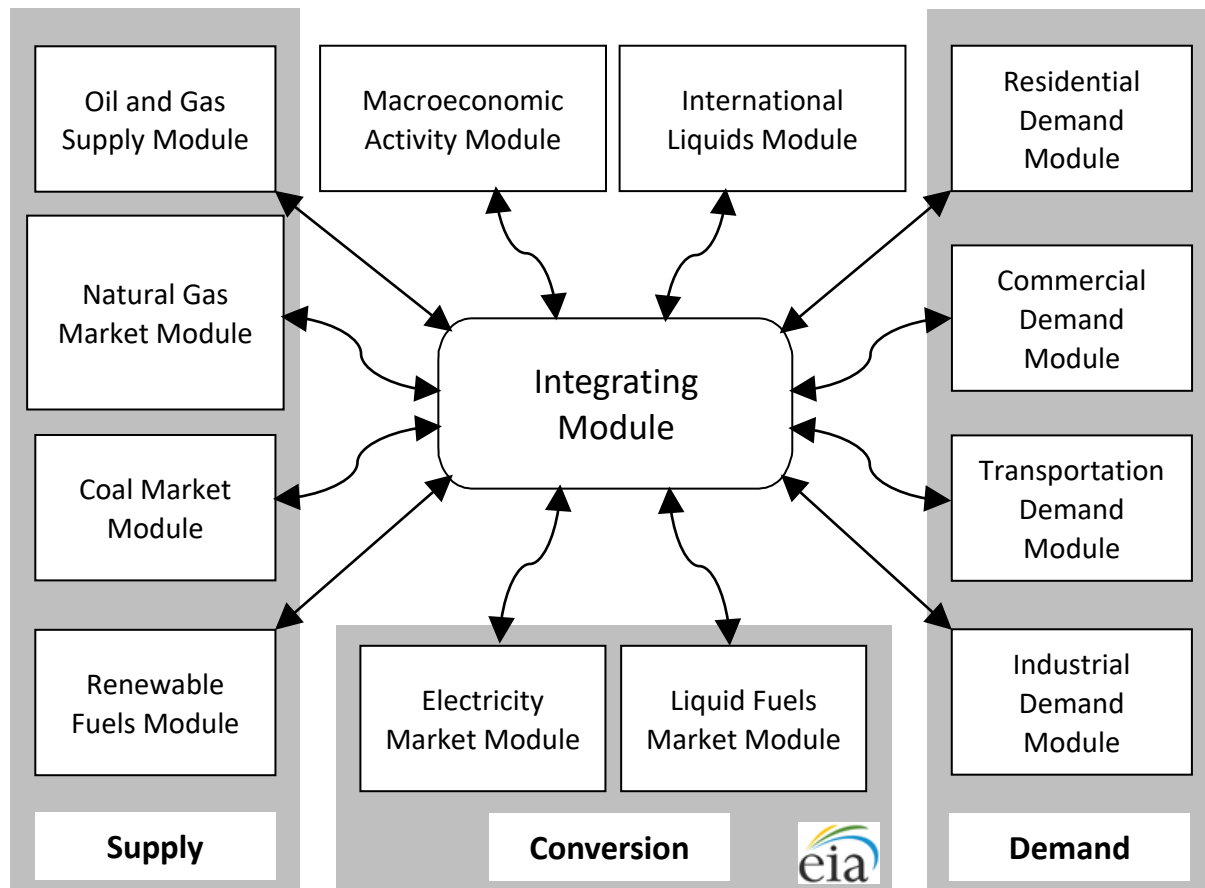 Oil and Gas
Supply Module
Macroeconomic
Activity Module
International
Liquids Module
Residential
Demand
Module
Natural Gas
Market Module
Commercial
Demand
Module
Integrating
Module
Coal Market
Module
Transportation
Demand
Module
Renewable
Fuels Module
Electricity
Market Module
Liquid Fuels
Market Module
Industrial
Demand
Module
Supply
Conversion
eia
Demand